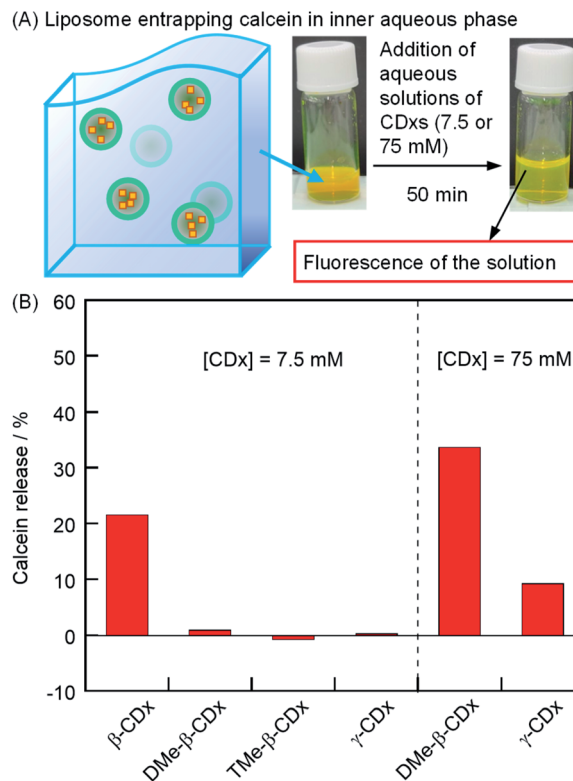 (A) Liposome entrapping calcein in inner aqueous phase
Addition of
aqueous
solutions of
CDxs (7.5 or
75 mM)
50 min
Fluorescence of the solution
(B)
60
50
40
30
20
10
0
-10
Calcein release / %
[CDx] = 7.5 mM
[CDx] = 75 mM
β-CDx
DMe-β-CDx
TMe-β-CDx
γ-CDx
DMe-β-CDx
γ-CDx